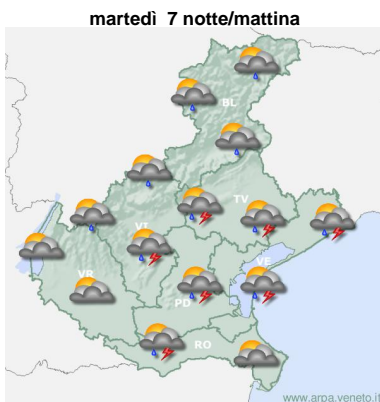 martedì 7 notte/mattina
BL
TV
VI
VE
VR
PD
RO
www.arpa.veneto.it